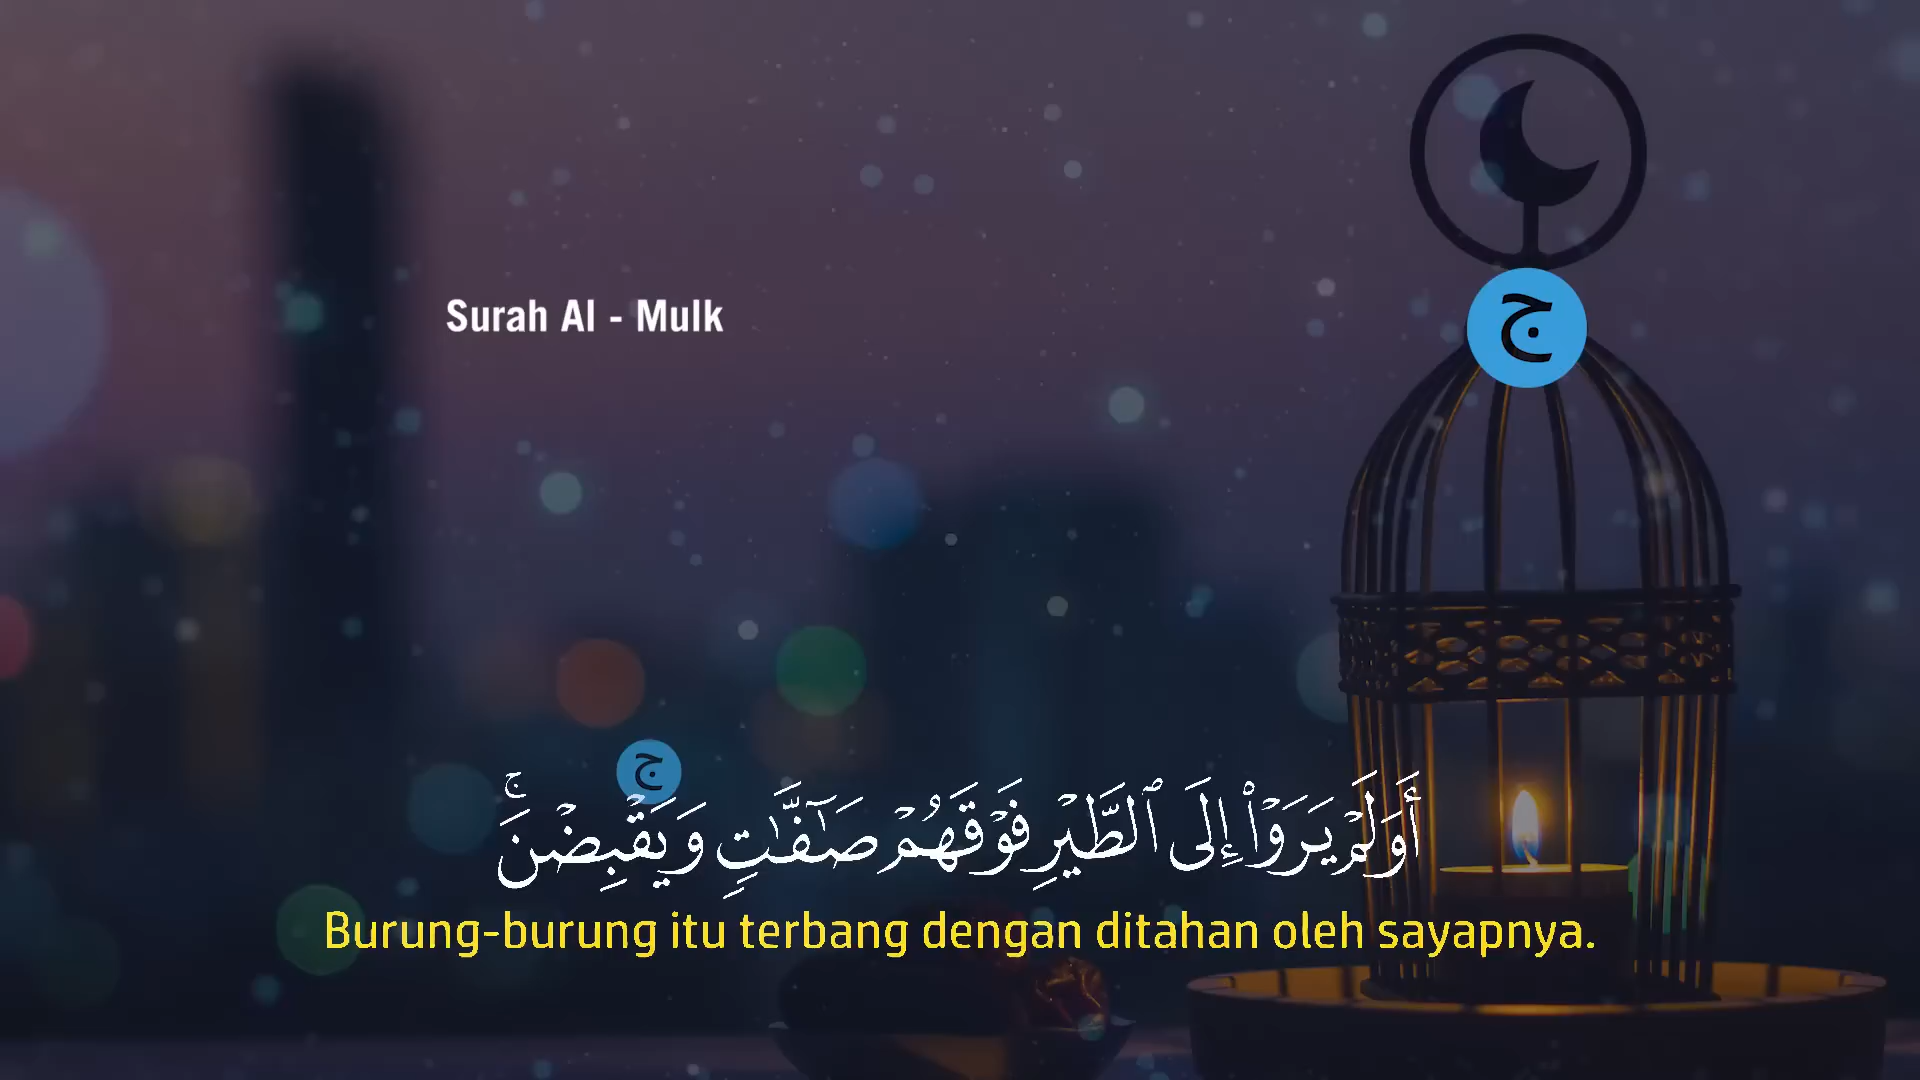 Surah Al - Mulk
ج
ج
أَوَلَمْ يَرَوْا۟ إِلَى ٱلطَّيْرِ فَوْقَهُمْ صَـٰٓفَّـٰتٍ وَيَقْبِضْنَ ۚ
Burung-burung itu terbang dengan ditahan oleh sayapnya.